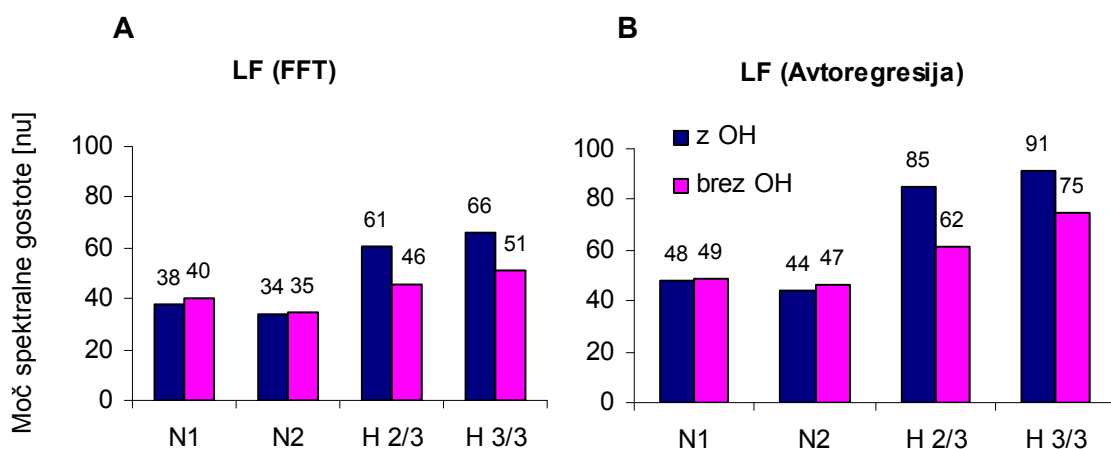 A
LF (FFT)
Moč spektralne gostote [nu]
100
80
60
40
20
0
38 40
34 35
61 46
66 51
N1 N2 H 2/3 H 3/3
B
LF (Avtoregresija)
z OH
brez OH
100
80
60
40
20
0
48 49
44 47
85 62
91 75
N1 N2 H 2/3 H 3/3